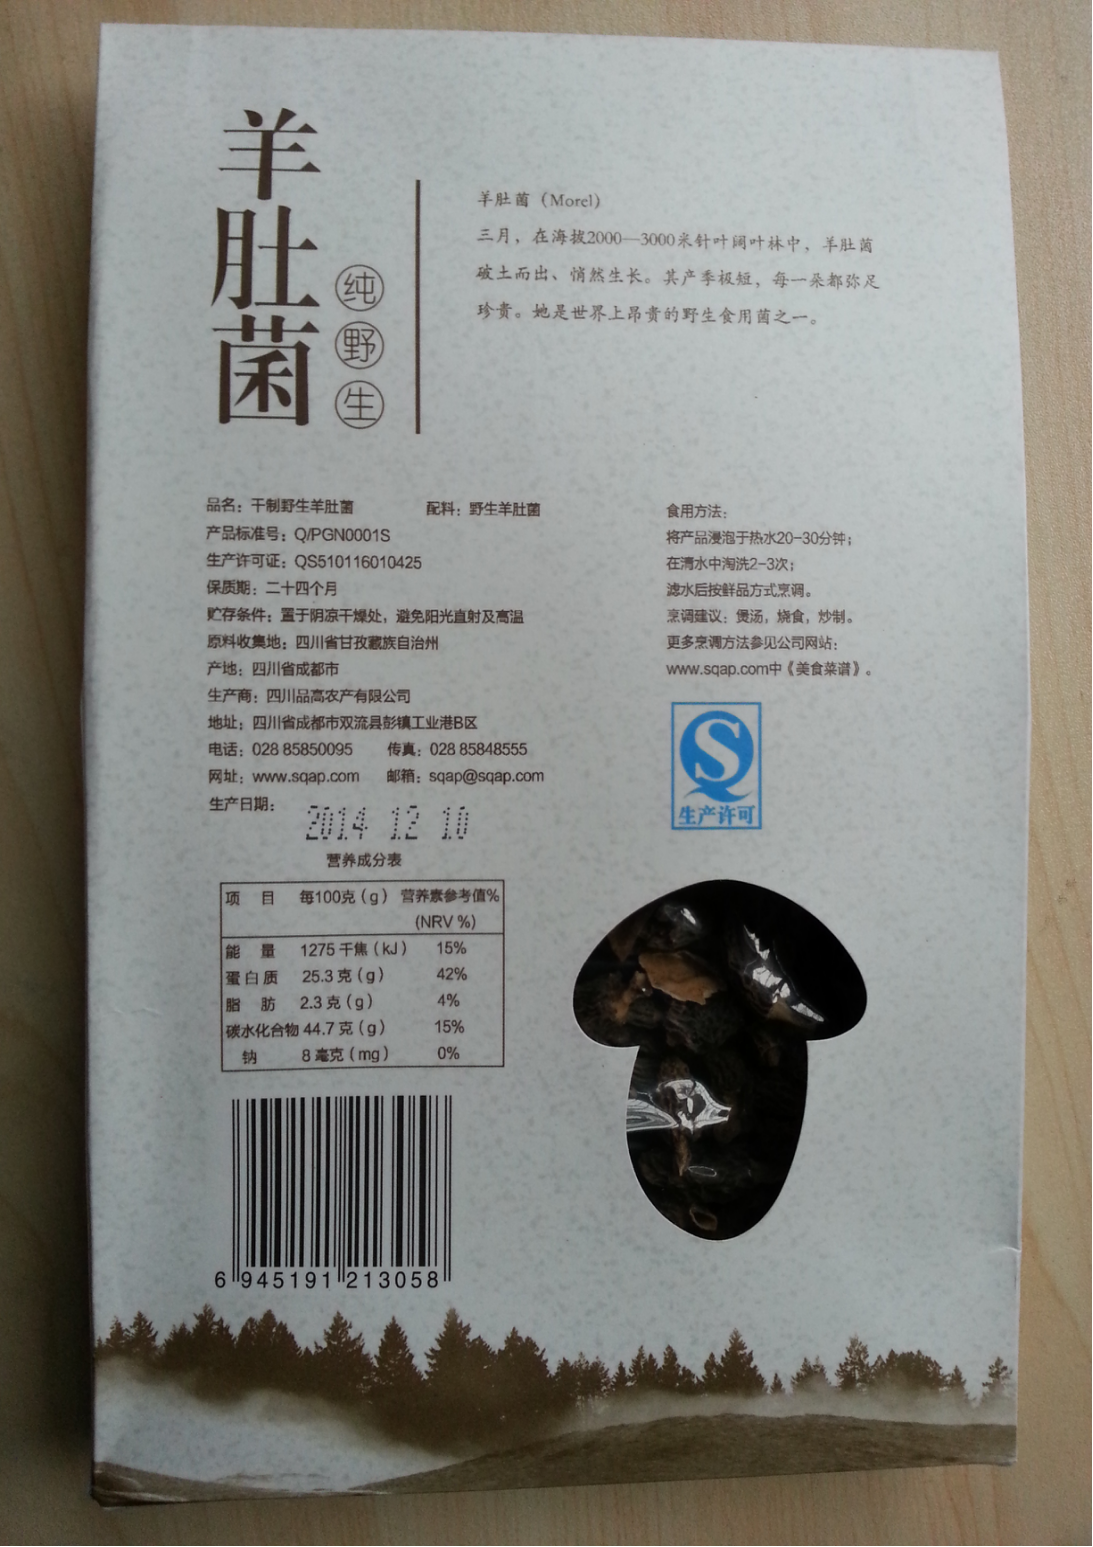 羊肚菌
纯野生
羊肚菌（Morel）
三月，在海拔2000—3000米针叶阔叶林中，羊肚菌
破土而出、悄然生长。其产季极短，每一朵都弥足
珍贵。她是世界上昂贵的野生食用菌之一。
品名：干制野生羊肚菌 配料：野生羊肚菌
产品标准号：Q/PGN0001S
生产许可证：QS510116010425
保质期：二十四个月
贮存条件：置于阴凉干燥处，避免阳光直射及高温
原料收集地：四川省甘孜藏族自治州
产地：四川省成都市
生产商：四川品高农产有限公司
地址：四川省成都市双流县彭镇工业港B区
电话：028 85850095 传真：028 85848555
网址：www.sqap.com 邮箱：sqap@sqap.com
生产日期：
2014 12 10
食用方法：
将产品浸泡于热水20-30分钟；
在清水中淘洗2-3次；
滤水后按鲜品方式烹调。
烹调建议：煲汤，烧食，炒制。
更多烹调方法参见公司网站：
www.sqap.com中《美食菜谱》。
S
生产许可
营养成分表
项 目 每100克（g） 营养素参考值%
(NRV %)
能 量 1275 千焦（kJ） 15%
蛋白质 25.3 克（g） 42%
脂 肪 2.3 克（g） 4%
碳水化合物 44.7 克（g） 15%
钠 8 毫克（mg） 0%
6 945191 213058